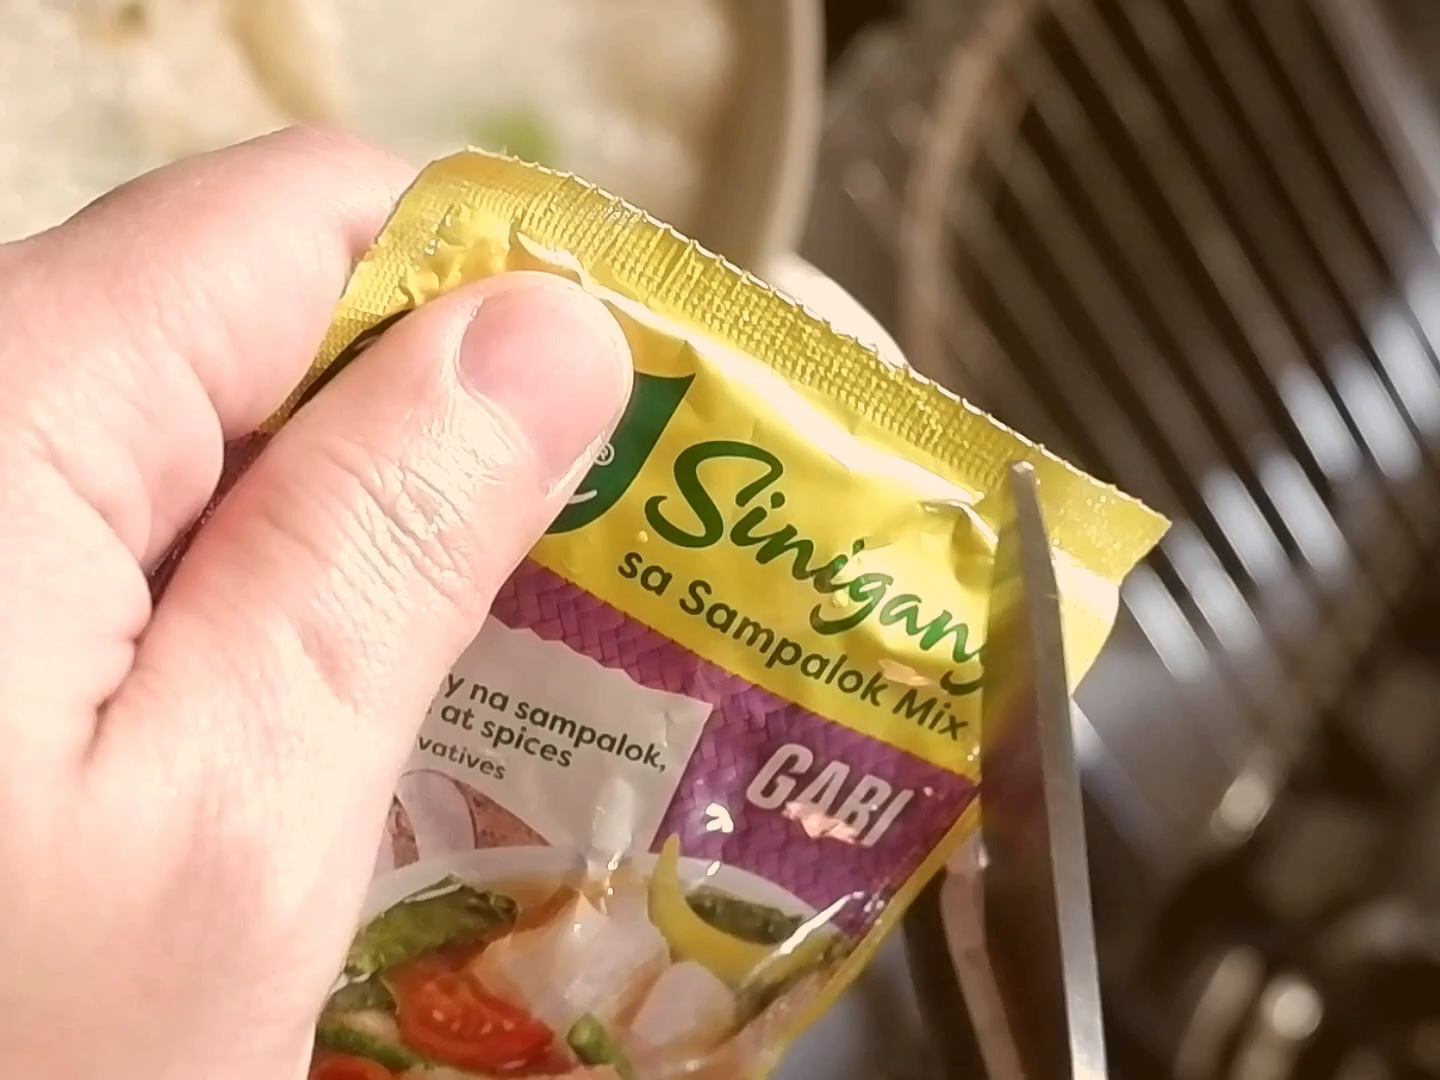 ®
Sinigang
sa Sampalok Mix
y na sampalok,
at spices
vatives
GABI